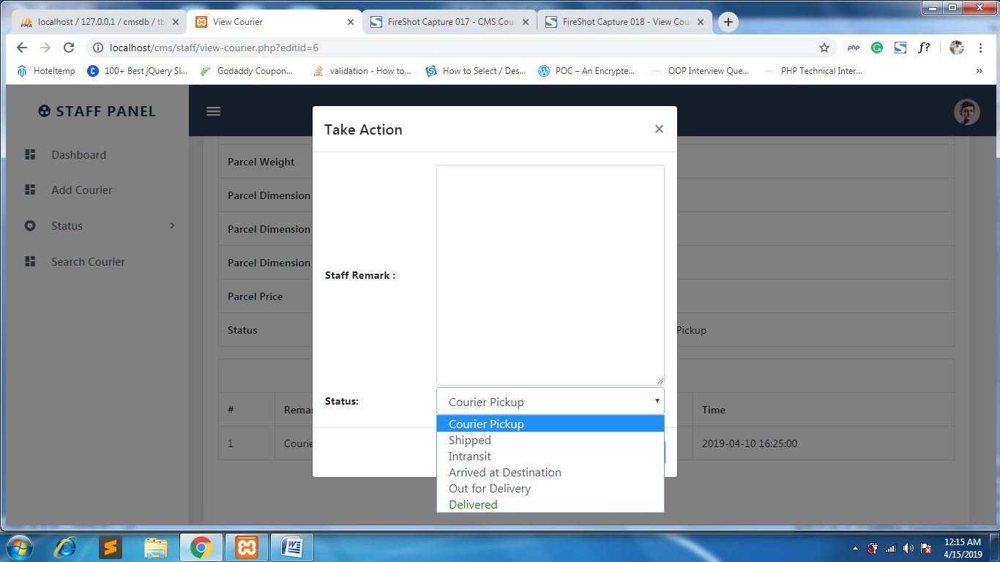 localhost / 127.0.0.1 / cmsdb / tb
View Courier
FireShot Capture 017 - CMS Cou
FireShot Capture 018 - View Cou
localhost/cms/staff/view-courier.php?editid=6
php
f?
Hoteltemp
100+ Best jQuery Sl...
Godaddy Coupon...
validation - How to...
How to Select / Des...
POC – An Encrypte...
OOP Interview Que...
PHP Technical Inter...
»
STAFF PANEL
Dashboard
Add Courier
Status
Search Courier
Take Action
×
Parcel Weight
Parcel Dimension
Parcel Dimension
Parcel Dimension
Parcel Price
Status
Pickup
Staff Remark :
Status:
Courier Pickup
Courier Pickup
Shipped
Intransit
Arrived at Destination
Out for Delivery
Delivered
#
Remar
Time
1
Courie
2019-04-10 16:25:00
12:15 AM
4/15/2019